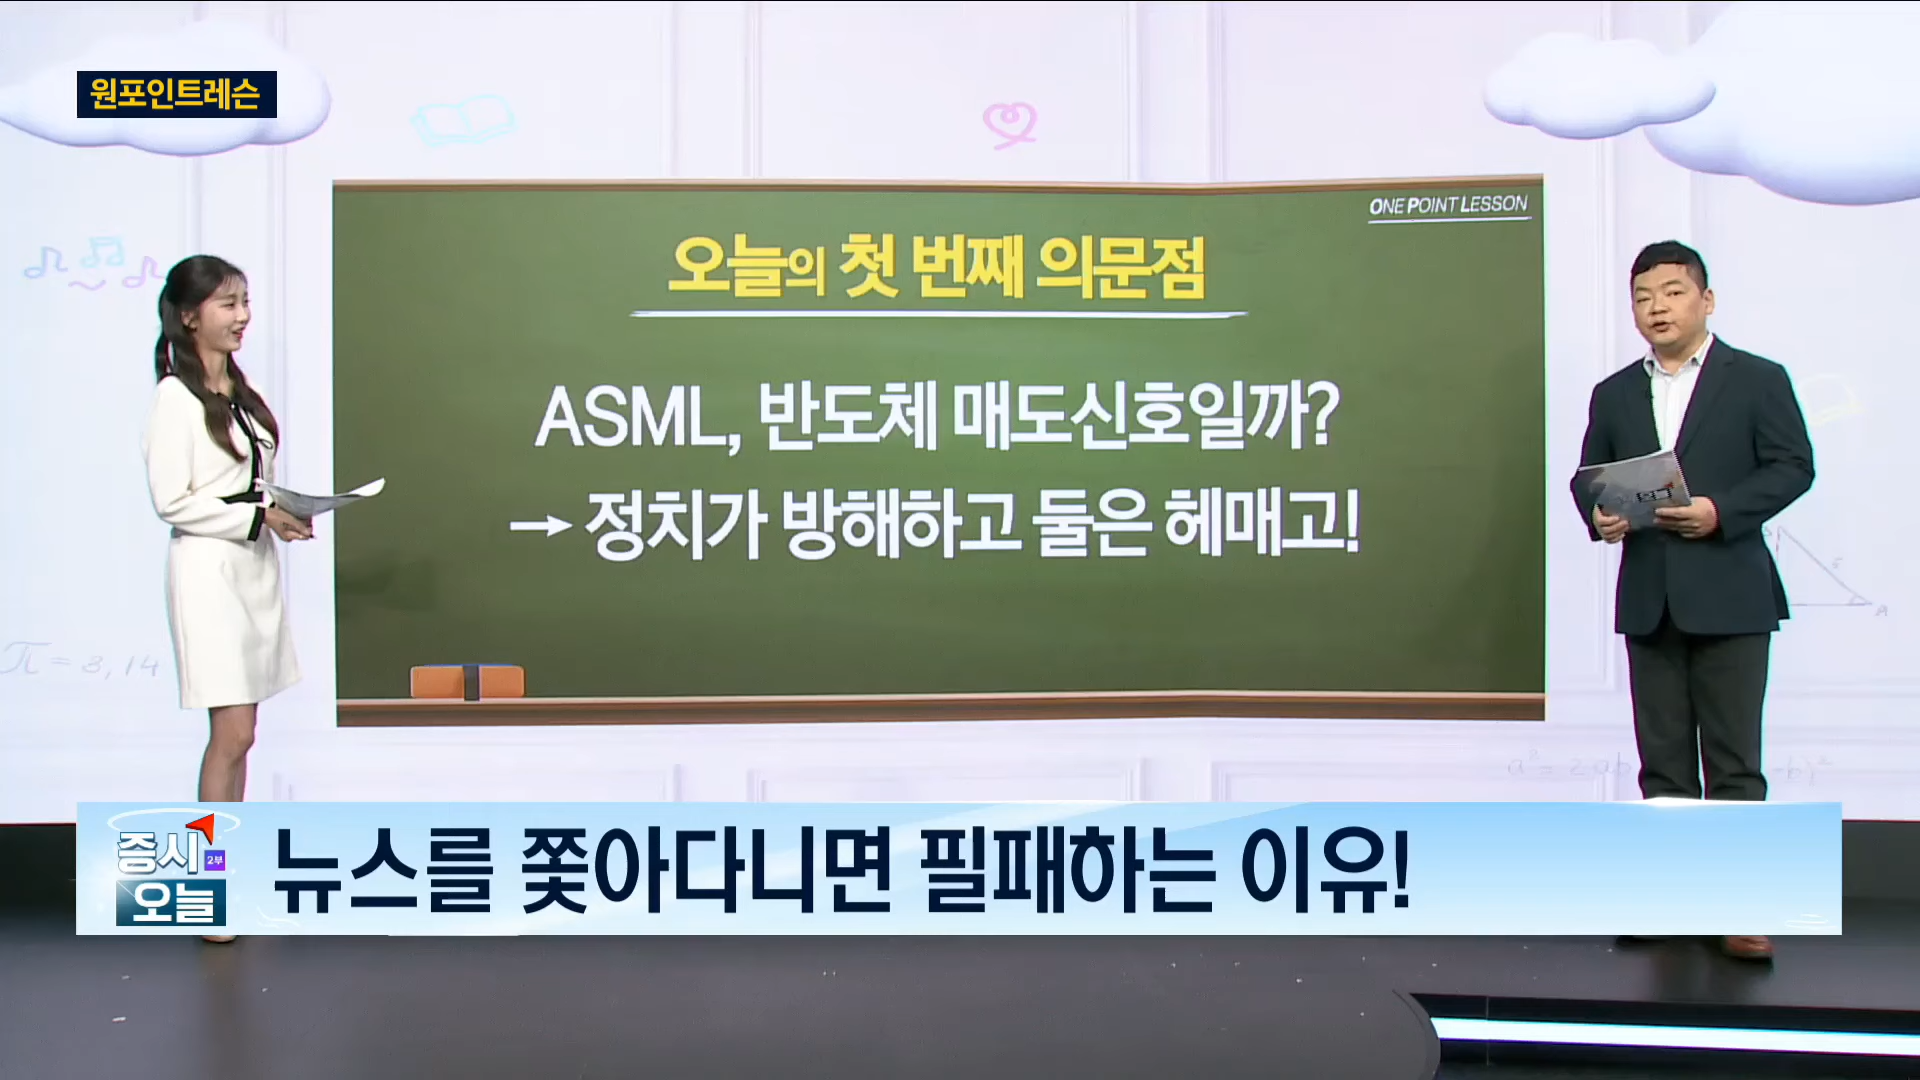 원포인트레슨
ONE POINT LESSON
오늘의 첫 번째 의문점
ASML, 반도체 매도신호일까?
→ 정치가 방해하고 둘은 헤매고!
π = 3,14
증시 2부
오늘
뉴스를 쫓아다니면 필패하는 이유!